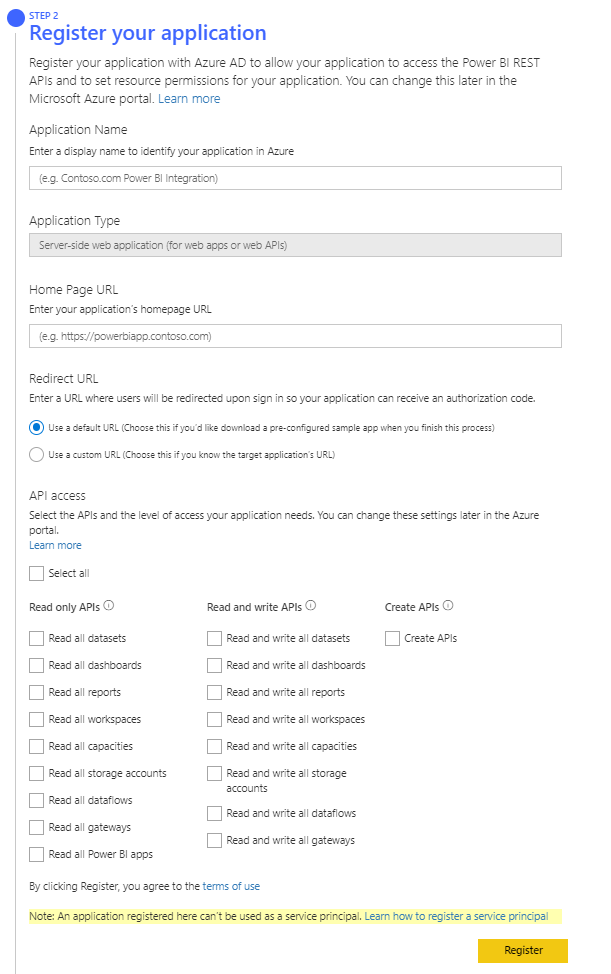 STEP 2
Register your application
Register your application with Azure AD to allow your application to access the Power BI REST
APIs and to set resource permissions for your application. You can change this later in the
Microsoft Azure portal. Learn more
Application Name
Enter a display name to identify your application in Azure
(e.g. Contoso.com Power BI Integration)
Application Type
Server-side web application (for web apps or web APIs)
Home Page URL
Enter your application's homepage URL
(e.g. https://powerbiapp.contoso.com)
Redirect URL
Enter a URL where users will be redirected upon sign in so your application can receive an authorization code.
Use a default URL (Choose this if you'd like download a pre-configured sample app when you finish this process)
Use a custom URL (Choose this if you know the target application's URL)
API access
Select the APIs and the level of access your application needs. You can change these settings later in the Azure
portal.
Learn more
Select all
Read only APIs
Read all datasets
Read all dashboards
Read all reports
Read all workspaces
Read all capacities
Read all storage accounts
Read all dataflows
Read all gateways
Read all Power BI apps
Read and write APIs
Read and write all datasets
Read and write all dashboards
Read and write all reports
Read and write all workspaces
Read and write all capacities
Read and write all storage
accounts
Read and write all dataflows
Read and write all gateways
Create APIs
Create APIs
By clicking Register, you agree to the terms of use
Note: An application registered here can't be used as a service principal. Learn how to register a service principal
Register